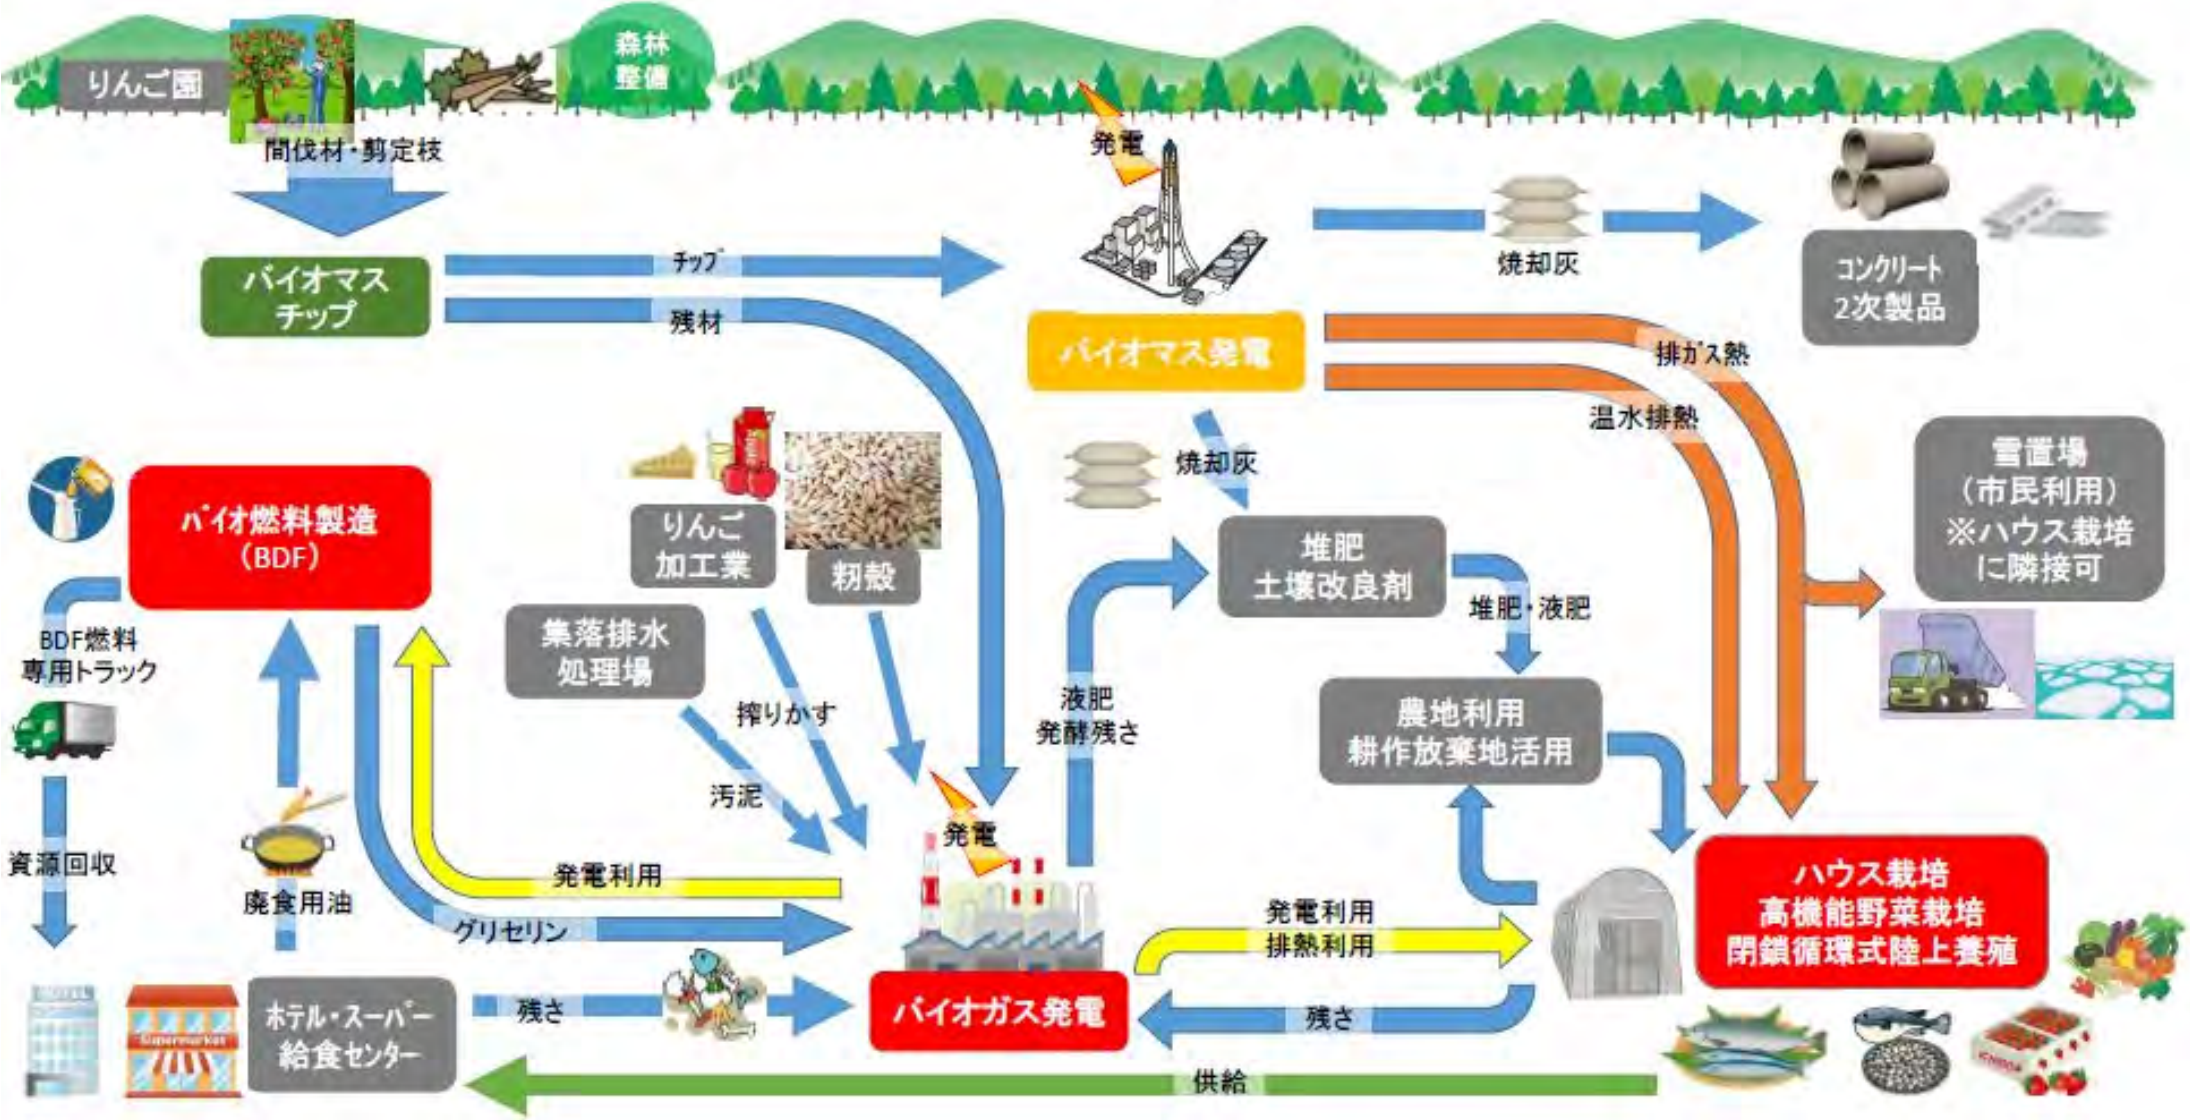 りんご園
森林
整備
間伐材・剪定枝
発電
バイオマス
チップ
チップ
残材
焼却灰
コンクリート
2次製品
バイオマス発電
排ガス熱
温水排熱
焼却灰
雪置場
(市民利用)
※ハウス栽培
に隣接可
バイオ燃料製造
(BDF)
りんご
加工業
籾殻
堆肥
土壌改良剤
堆肥・液肥
BDF燃料
専用トラック
集落排水
処理場
搾りかす
汚泥
液肥
発酵残さ
農地利用
耕作放棄地活用
発電
資源回収
廃食用油
発電利用
グリセリン
発電利用
排熱利用
ハウス栽培
高機能野菜栽培
閉鎖循環式陸上養殖
Supermarket
ホテル・スーパー
給食センター
残さ
バイオガス発電
残さ
供給